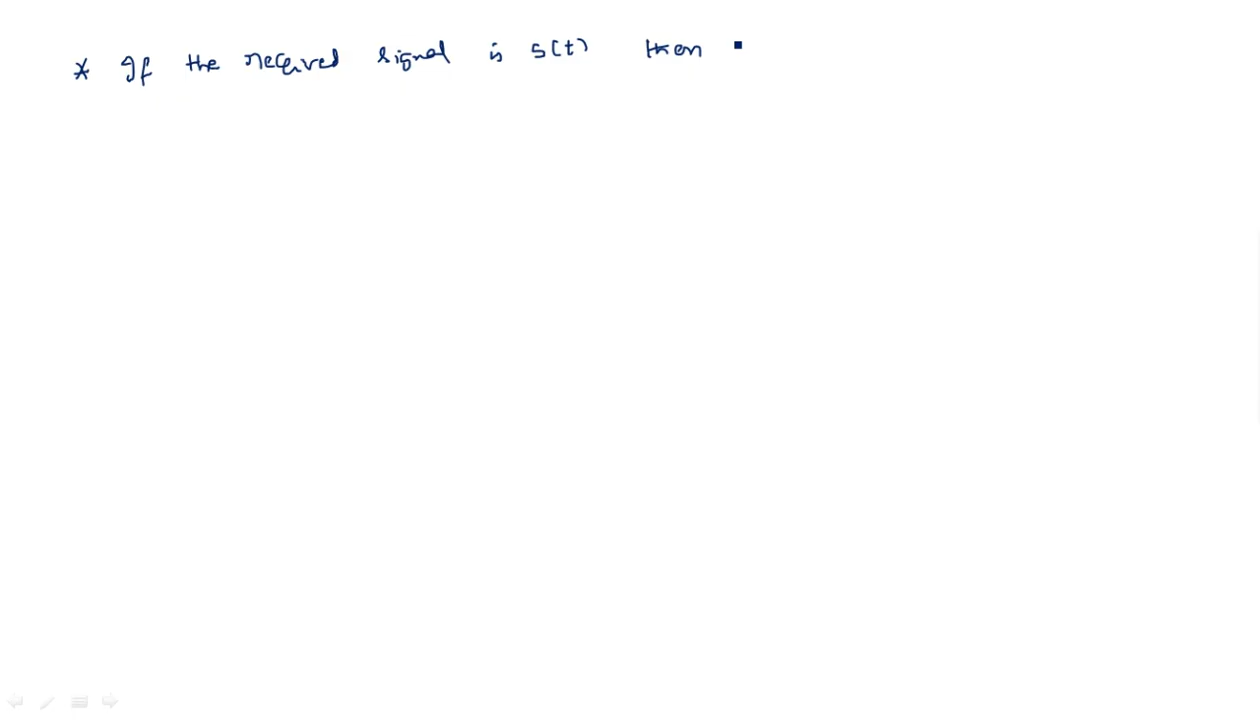 * If the received signal is s(t) then